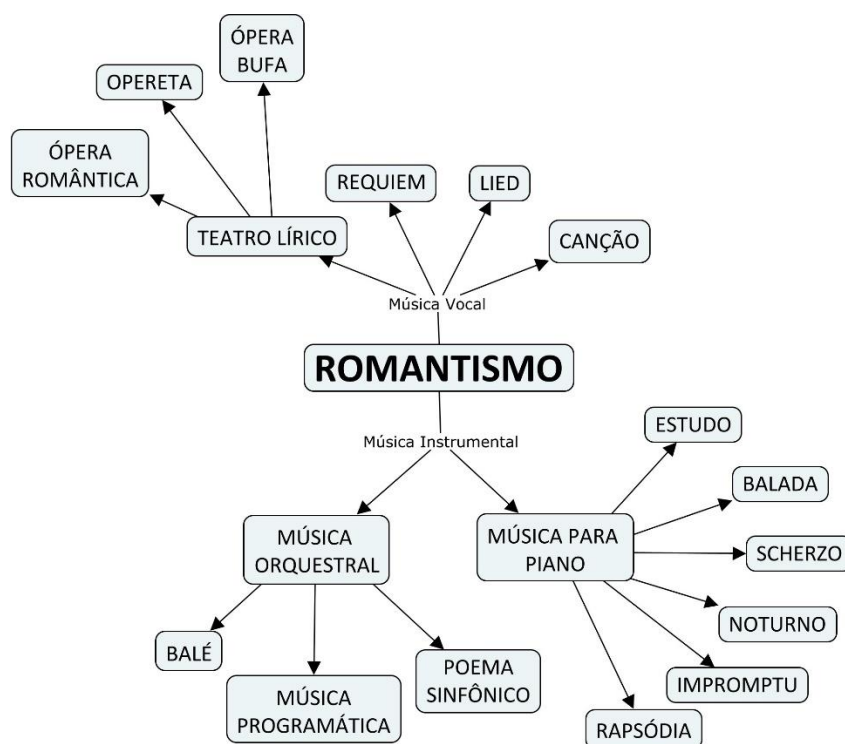 ÓPERA
BUFA
OPERETA
ÓPERA
ROMÂNTICA
REQUIEM
LIED
TEATRO LÍRICO
CANÇÃO
Música Vocal
ROMANTISMO
Música Instrumental
ESTUDO
BALADA
MÚSICA
ORQUESTRAL
MÚSICA PARA
PIANO
SCHERZO
NOTURNO
BALÉ
POEMA
SINFÔNICO
IMPROMPTU
MÚSICA
PROGRAMÁTICA
RAPSÓDIA